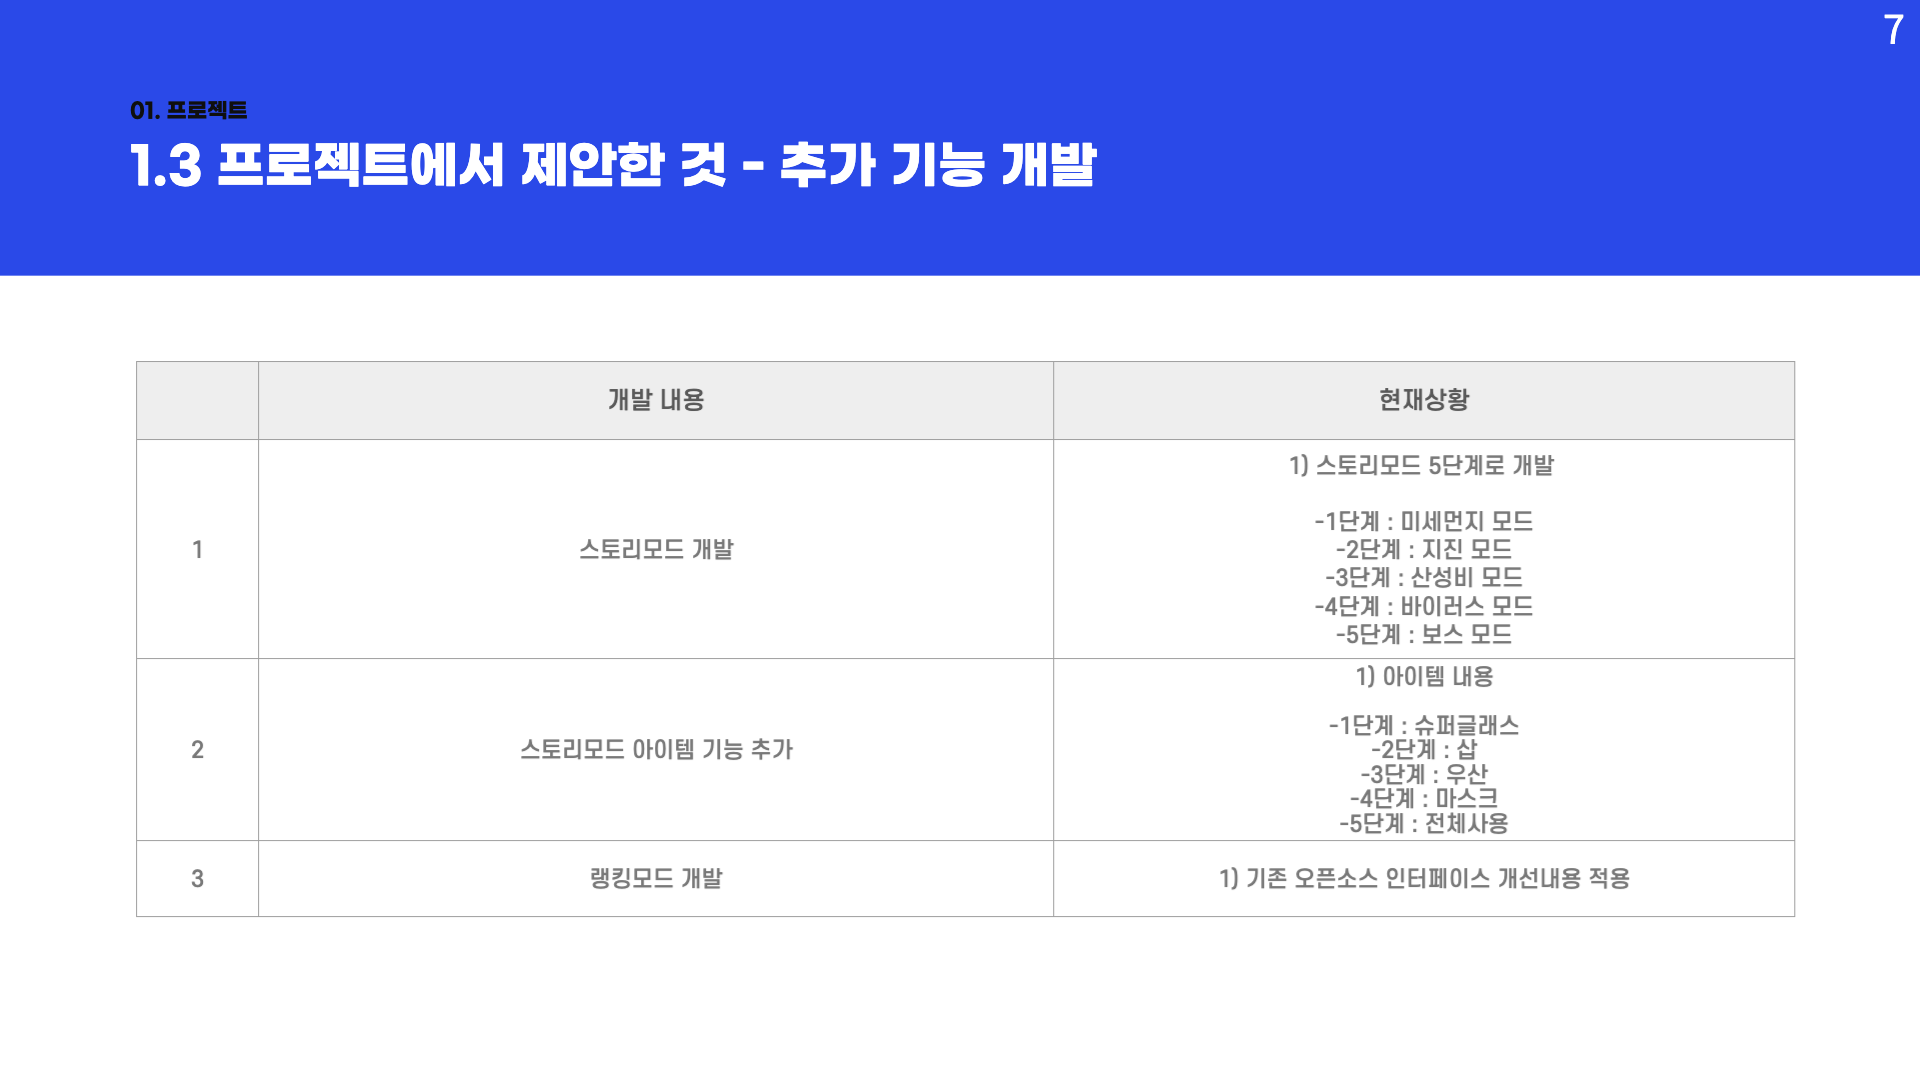 7
01. 프로젝트
1.3 프로젝트에서 제안한 것 - 추가 기능 개발
개발 내용
현재상황
1
스토리모드 개발
1) 스토리모드 5단계로 개발
-1단계 : 미세먼지 모드
-2단계 : 지진 모드
-3단계 : 산성비 모드
-4단계 : 바이러스 모드
-5단계 : 보스 모드
2
스토리모드 아이템 기능 추가
1) 아이템 내용
-1단계 : 슈퍼글래스
-2단계 : 삽
-3단계 : 우산
-4단계 : 마스크
-5단계 : 전체사용
3
랭킹모드 개발
1) 기존 오픈소스 인터페이스 개선내용 적용